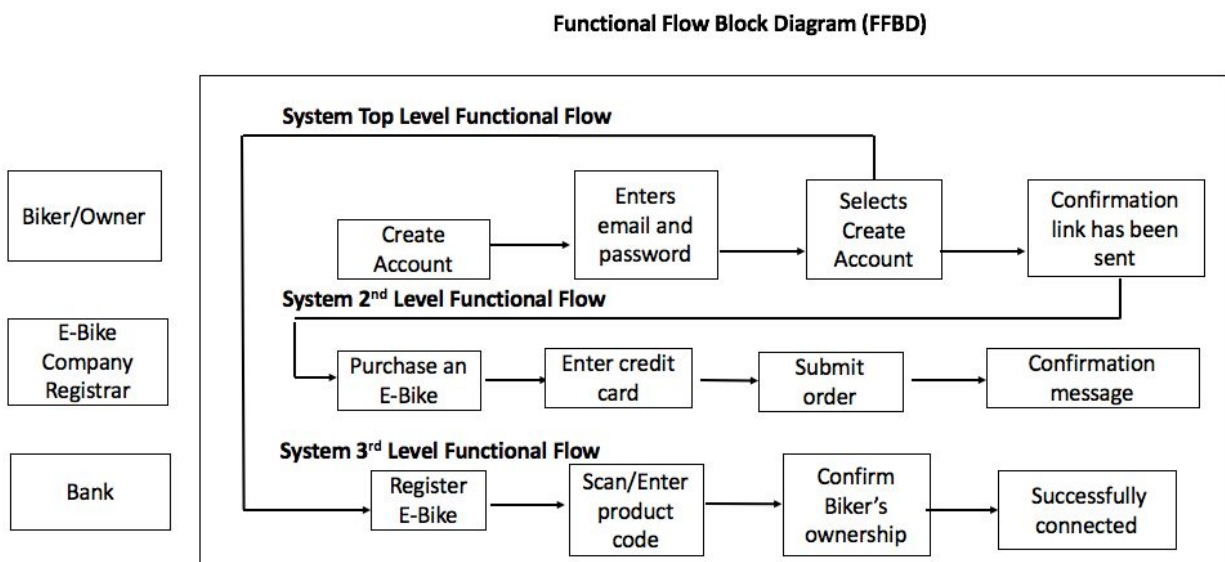 Functional Flow Block Diagram (FFBD)
System Top Level Functional Flow
Biker/Owner
Create
Account
Enters
email and
password
Selects
Create
Account
Confirmation
link has been
sent
System 2nd Level Functional Flow
E-Bike
Company
Registrar
Purchase an
E-Bike
Enter credit
card
Submit
order
Confirmation
message
System 3rd Level Functional Flow
Bank
Register
E-Bike
Scan/Enter
product
code
Confirm
Biker's
ownership
Successfully
connected